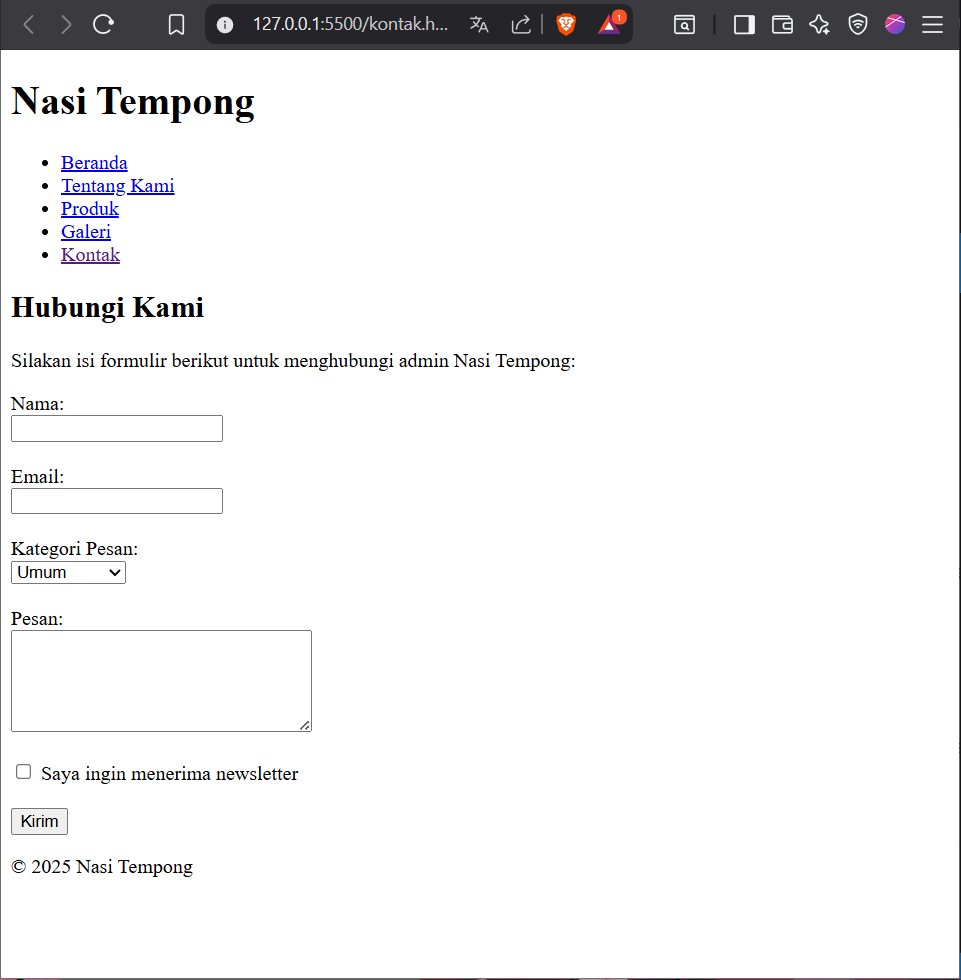 127.0.0.1:5500/kontak.h...
1
Nasi Tempong
Beranda
Tentang Kami
Produk
Galeri
Kontak
Hubungi Kami
Silakan isi formulir berikut untuk menghubungi admin Nasi Tempong:
Nama:
Email:
Kategori Pesan:
Umum
Pesan:
Saya ingin menerima newsletter
Kirim
© 2025 Nasi Tempong